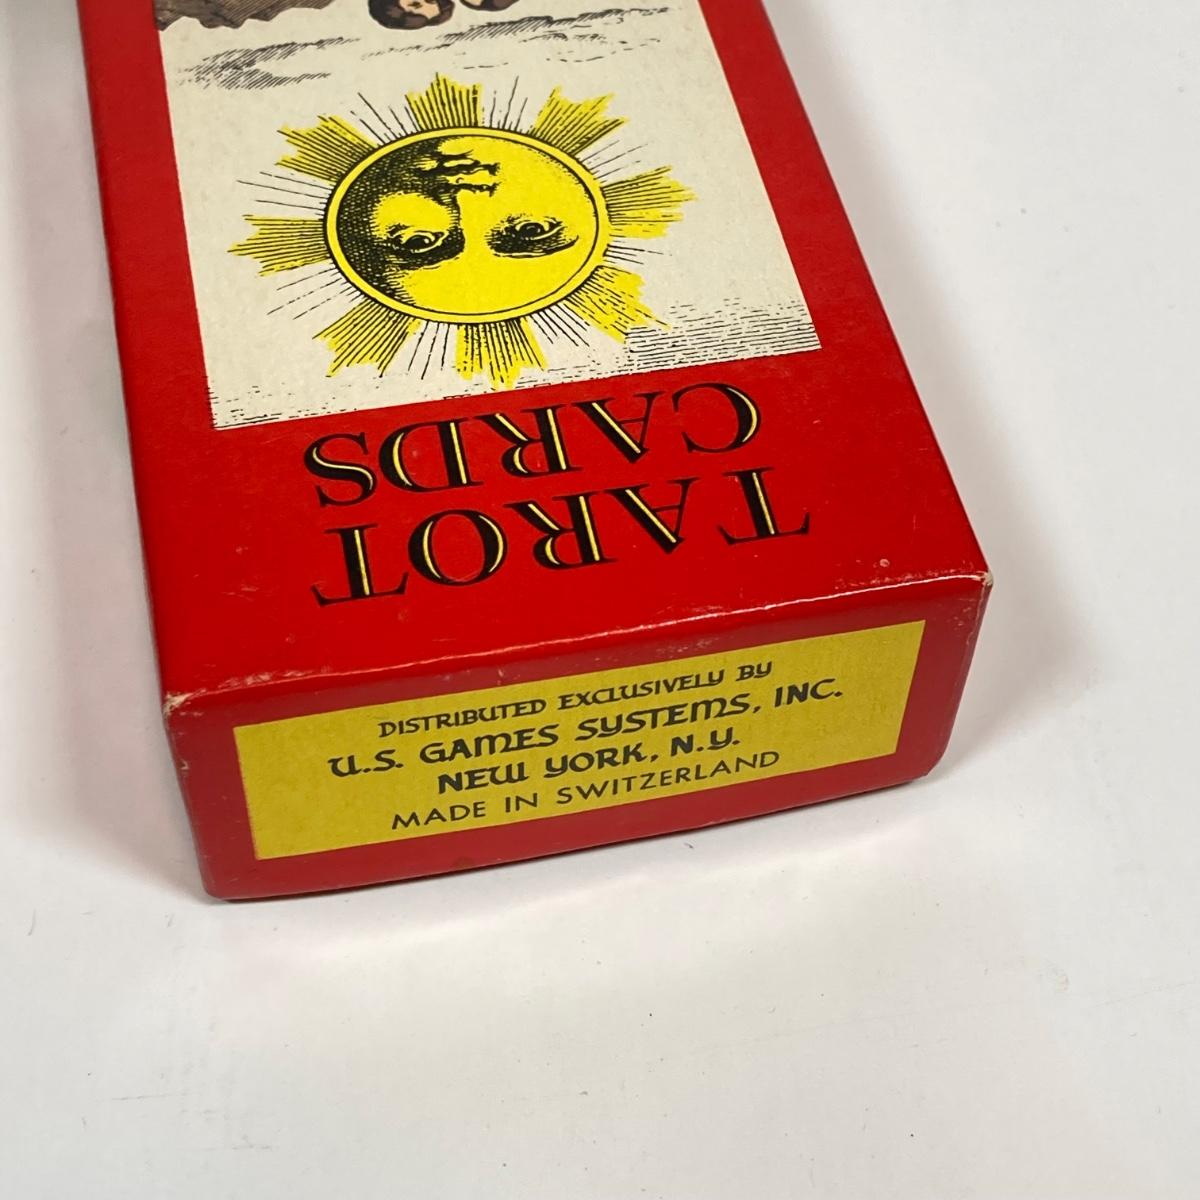 TAROT
CARDS
DISTRIBUTED EXCLUSIVELY BY
U.S. GAMES SYSTEMS, INC.
NEW YORK, N.Y.
MADE IN SWITZERLAND